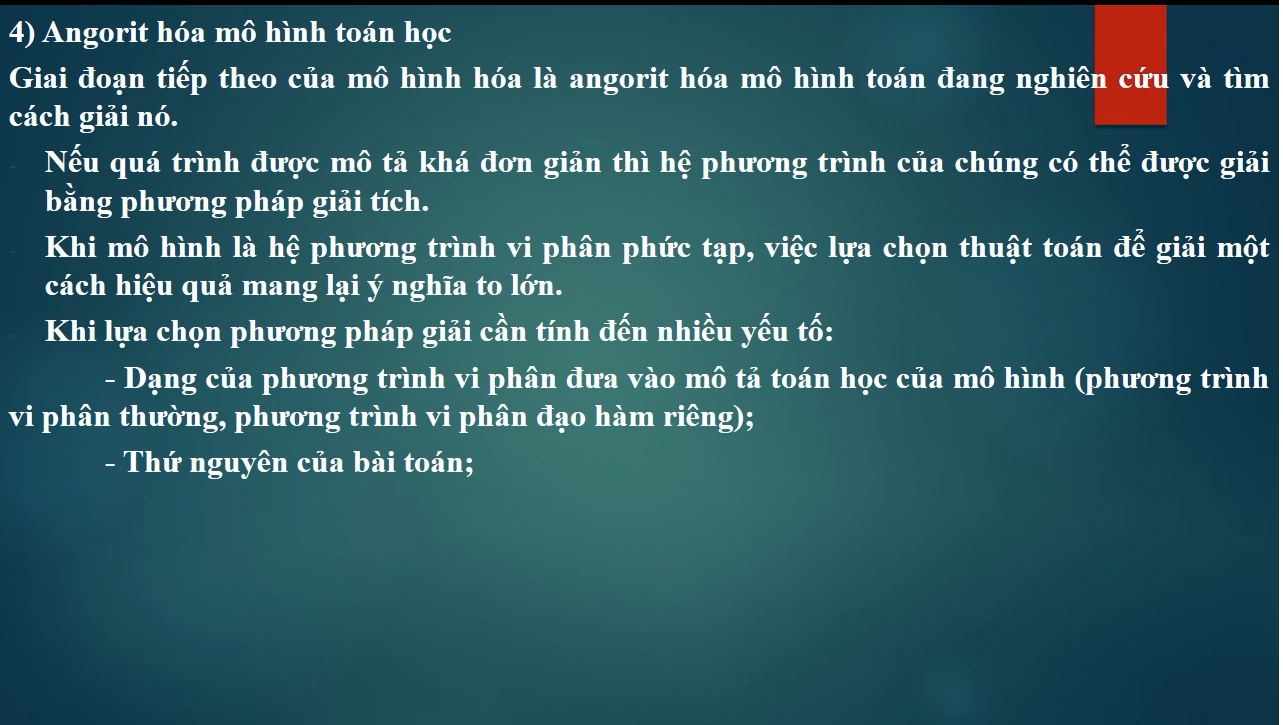 4) Angorit hóa mô hình toán học
Giai đoạn tiếp theo của mô hình hóa là angorit hóa mô hình toán đang nghiên cứu và tìm
cách giải nó.
- Nếu quá trình được mô tả khá đơn giản thì hệ phương trình của chúng có thể được giải
bằng phương pháp giải tích.
- Khi mô hình là hệ phương trình vi phân phức tạp, việc lựa chọn thuật toán để giải một
cách hiệu quả mang lại ý nghĩa to lớn.
- Khi lựa chọn phương pháp giải cần tính đến nhiều yếu tố:
- Dạng của phương trình vi phân đưa vào mô tả toán học của mô hình (phương trình
vi phân thường, phương trình vi phân đạo hàm riêng);
- Thứ nguyên của bài toán;